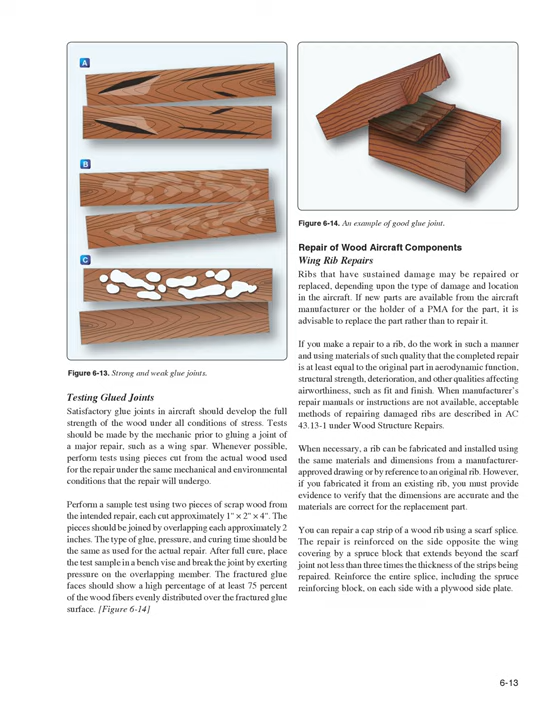 A
B
C
Figure 6-13. Strong and weak glue joints.
Testing Glued Joints
Satisfactory glue joints in aircraft should develop the full
strength of the wood under all conditions of stress. Tests
should be made by the mechanic prior to gluing a joint of
a major repair, such as a wing spar. Whenever possible,
perform tests using pieces cut from the actual wood used
for the repair under the same mechanical and environmental
conditions that the repair will undergo.
Perform a sample test using two pieces of scrap wood from
the intended repair, each cut approximately 1" × 2" × 4". The
pieces should be joined by overlapping each approximately 2
inches. The type of glue, pressure, and curing time should be
the same as used for the actual repair. After full cure, place
the test sample in a bench vise and break the joint by exerting
pressure on the overlapping member. The fractured glue
faces should show a high percentage of at least 75 percent
of the wood fibers evenly distributed over the fractured glue
surface. [Figure 6-14]
Figure 6-14. An example of good glue joint.
Repair of Wood Aircraft Components
Wing Rib Repairs
Ribs that have sustained damage may be repaired or
replaced, depending upon the type of damage and location
in the aircraft. If new parts are available from the aircraft
manufacturer or the holder of a PMA for the part, it is
advisable to replace the part rather than to repair it.
If you make a repair to a rib, do the work in such a manner
and using materials of such quality that the completed repair
is at least equal to the original part in aerodynamic function,
structural strength, deterioration, and other qualities affecting
airworthiness, such as fit and finish. When manufacturer's
repair manuals or instructions are not available, acceptable
methods of repairing damaged ribs are described in AC
43.13-1 under Wood Structure Repairs.
When necessary, a rib can be fabricated and installed using
the same materials and dimensions from a manufacturer-
approved drawing or by reference to an original rib. However,
if you fabricated it from an existing rib, you must provide
evidence to verify that the dimensions are accurate and the
materials are correct for the replacement part.
You can repair a cap strip of a wood rib using a scarf splice.
The repair is reinforced on the side opposite the wing
covering by a spruce block that extends beyond the scarf
joint not less than three times the thickness of the strips being
repaired. Reinforce the entire splice, including the spruce
reinforcing block, on each side with a plywood side plate.
6-13